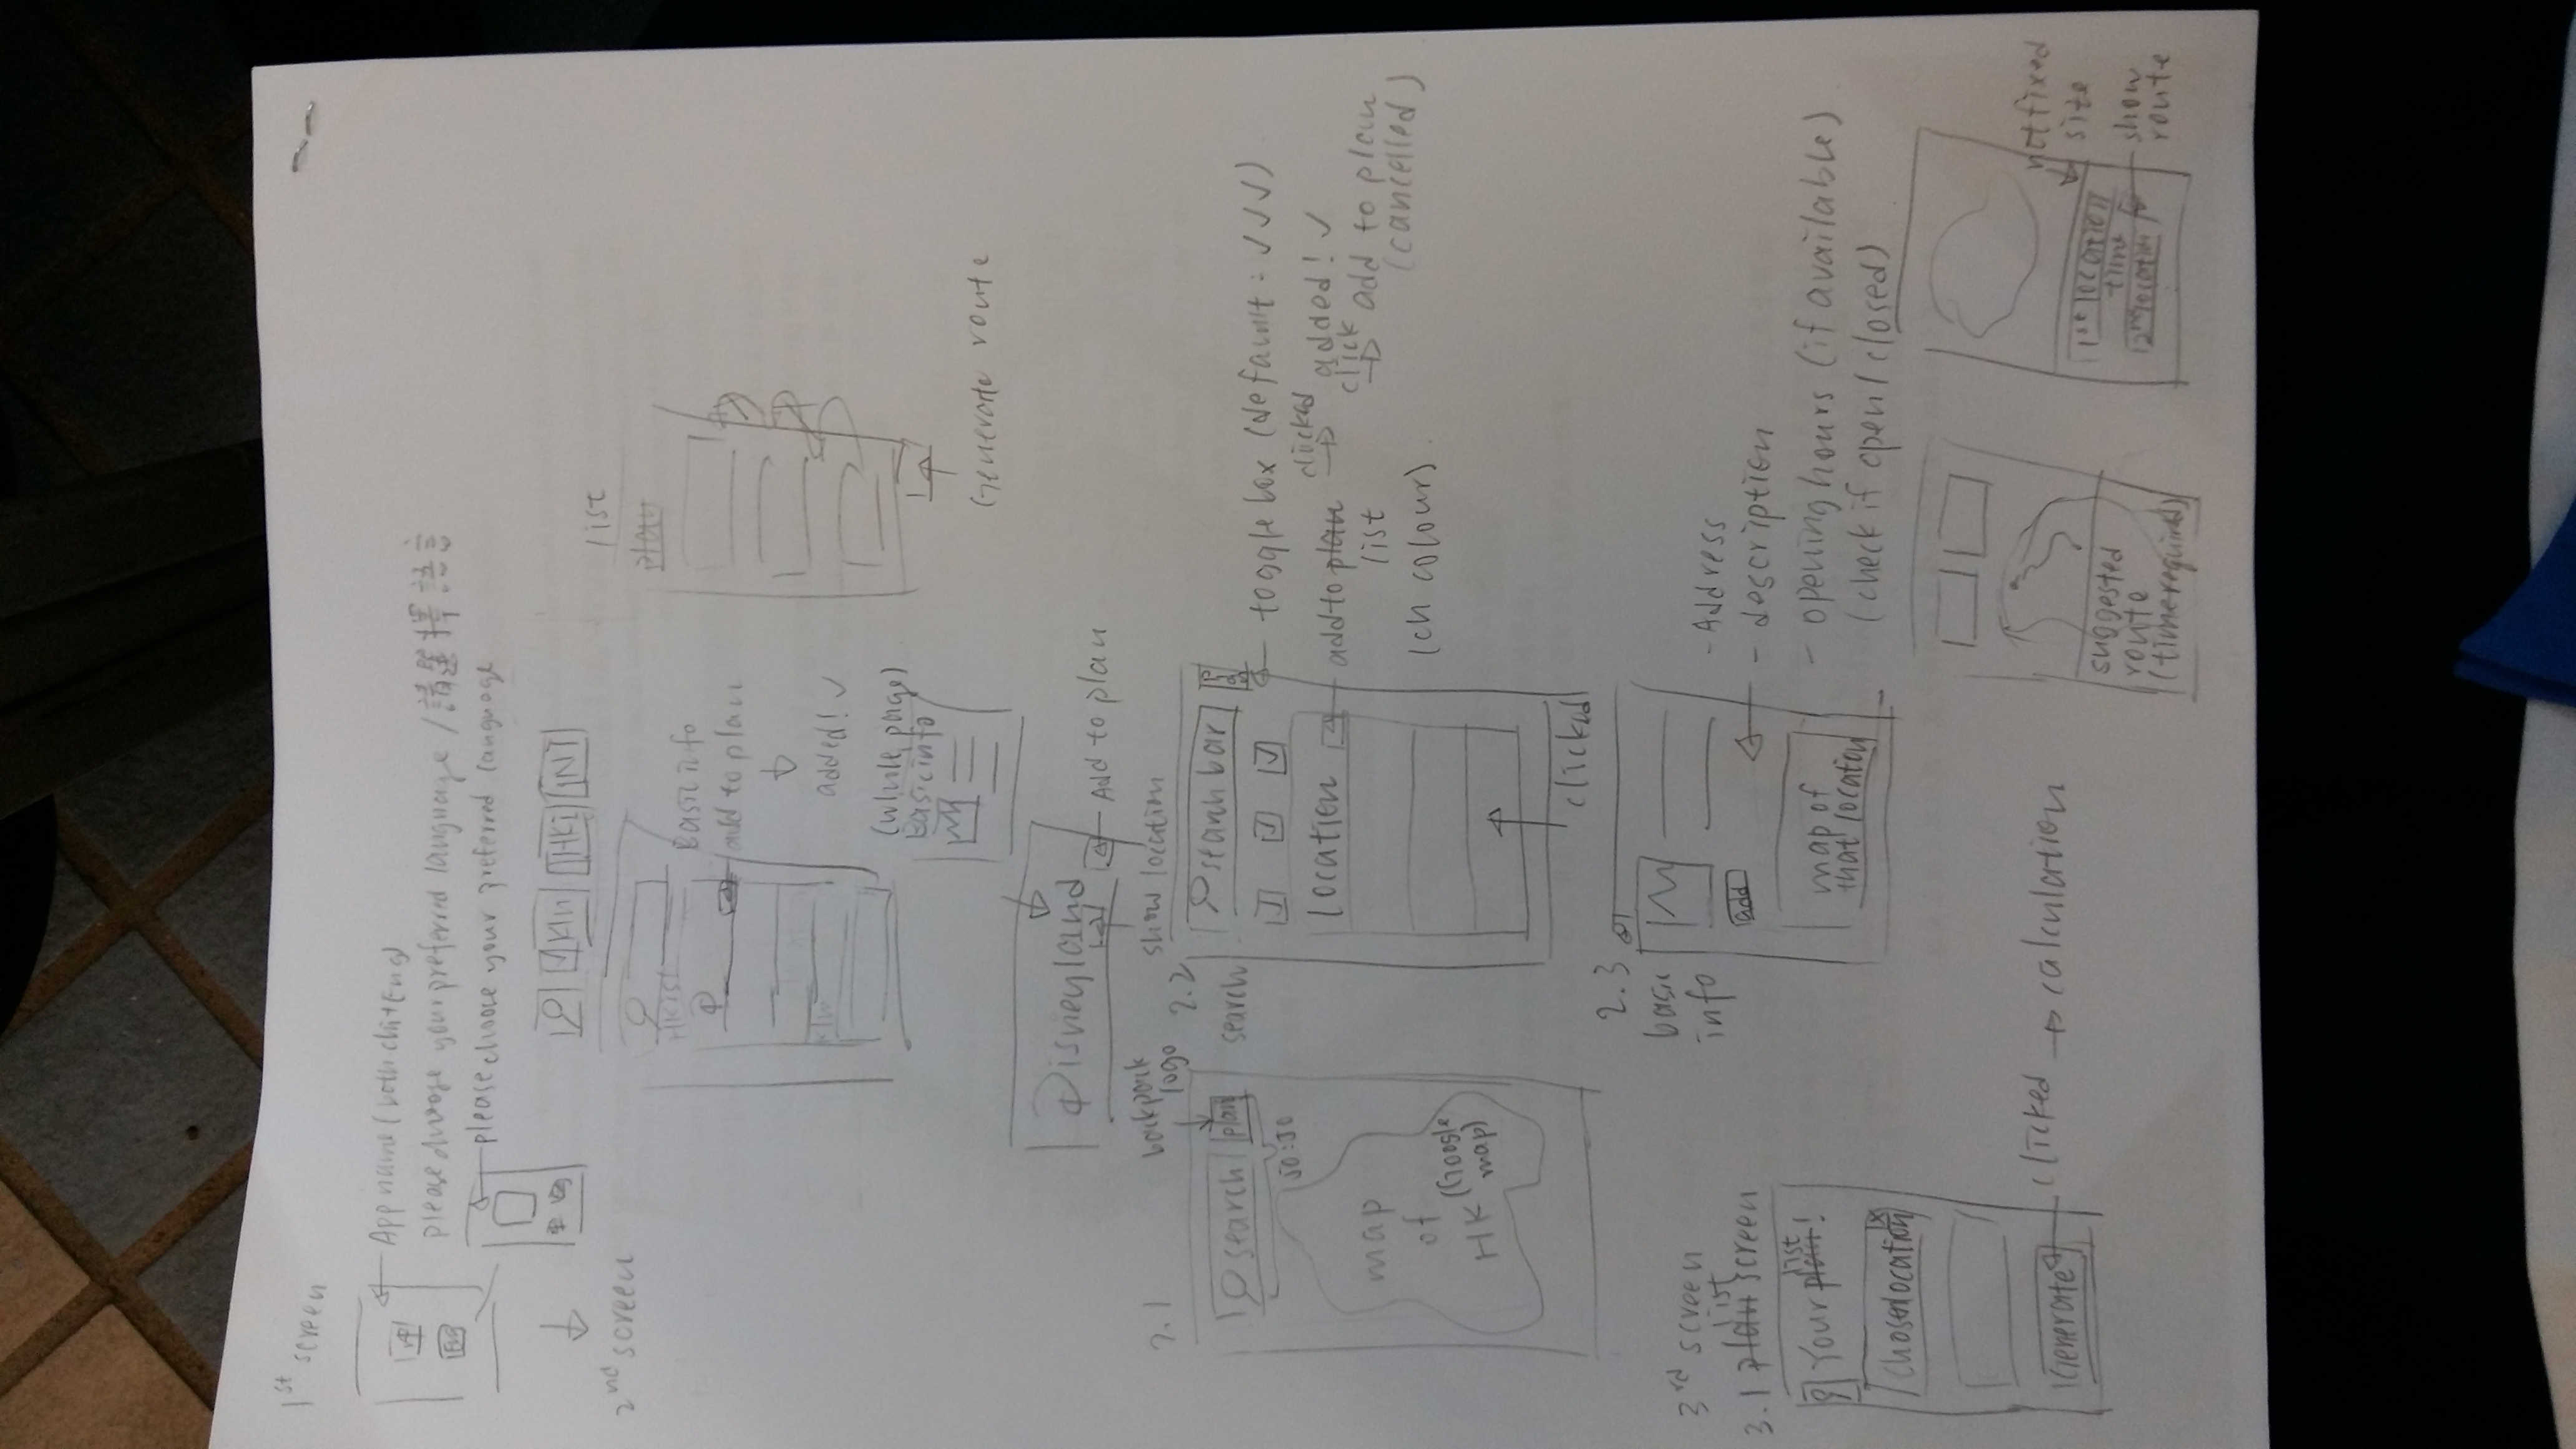 1st screen
App name (both chi+Eng)
please choose your preferred language / 請選擇語言
中
Eng
please choose your preferred language
2nd screen
Kln HKi NT
list
plan
HK isl
Basic info
add to plan
added! ✓
(whole page)
Basic info
Generate route
Disneyland
Add to plan
show location
2.1
backpack
logo
search plan
50:50
map
of
HK (Google
map)
2.2
search
search bar
toggle box (default: ✓✓✓)
location
add to plan clicked added! ✓
list
click add to plan
(cancelled)
(ch colour)
clicked
2.3
basic
info
add
map of
that location
- Address
- description
- opening hours (if available)
(check if open/closed)
3rd screen
list
3.1 plan screen
list
Your plan!
chosen location x
Generate
clicked → calculation
suggested
route
(time required)
not fixed
size
1st location
time
2nd location
show
route